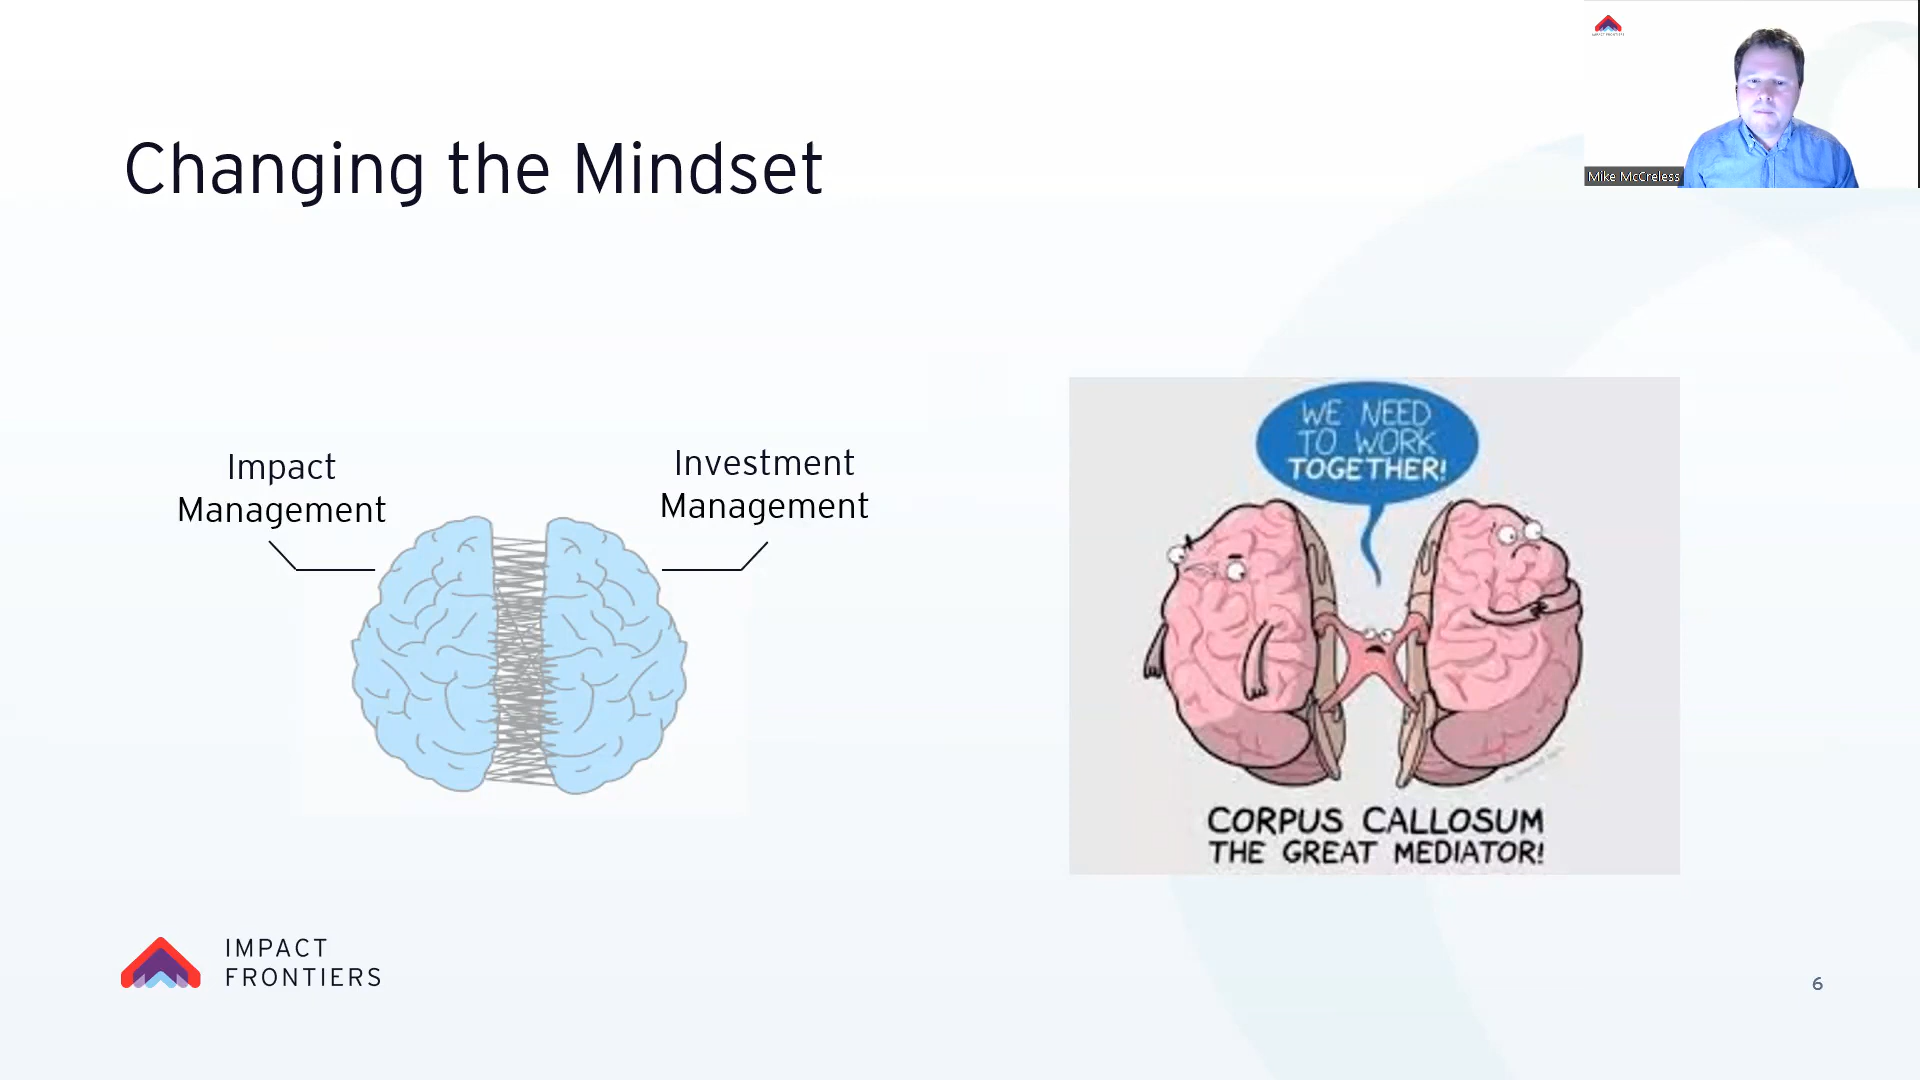 Changing the Mindset
Mike McCreless
Impact
Management
Investment
Management
WE NEED
TO WORK
TOGETHER!
CORPUS CALLOSUM
THE GREAT MEDIATOR!
IMPACT
FRONTIERS
6